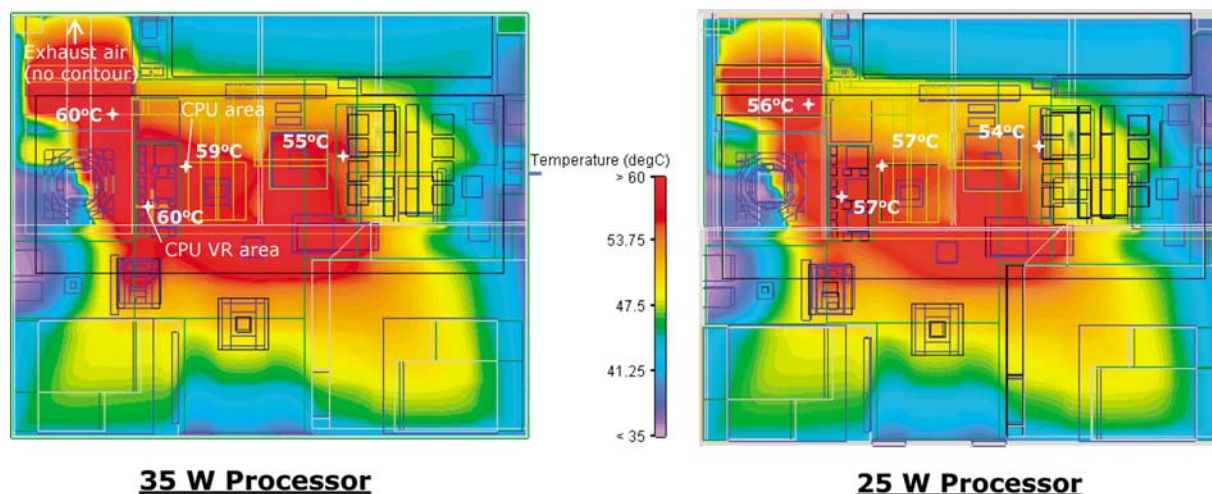 Exhaust air
(no contour)
60°C
CPU area
59°C
55°C
60°C
CPU VR area
Temperature (degC)
> 60
53.75
47.5
41.25
< 35
56°C
57°C
54°C
57°C
35 W Processor
25 W Processor